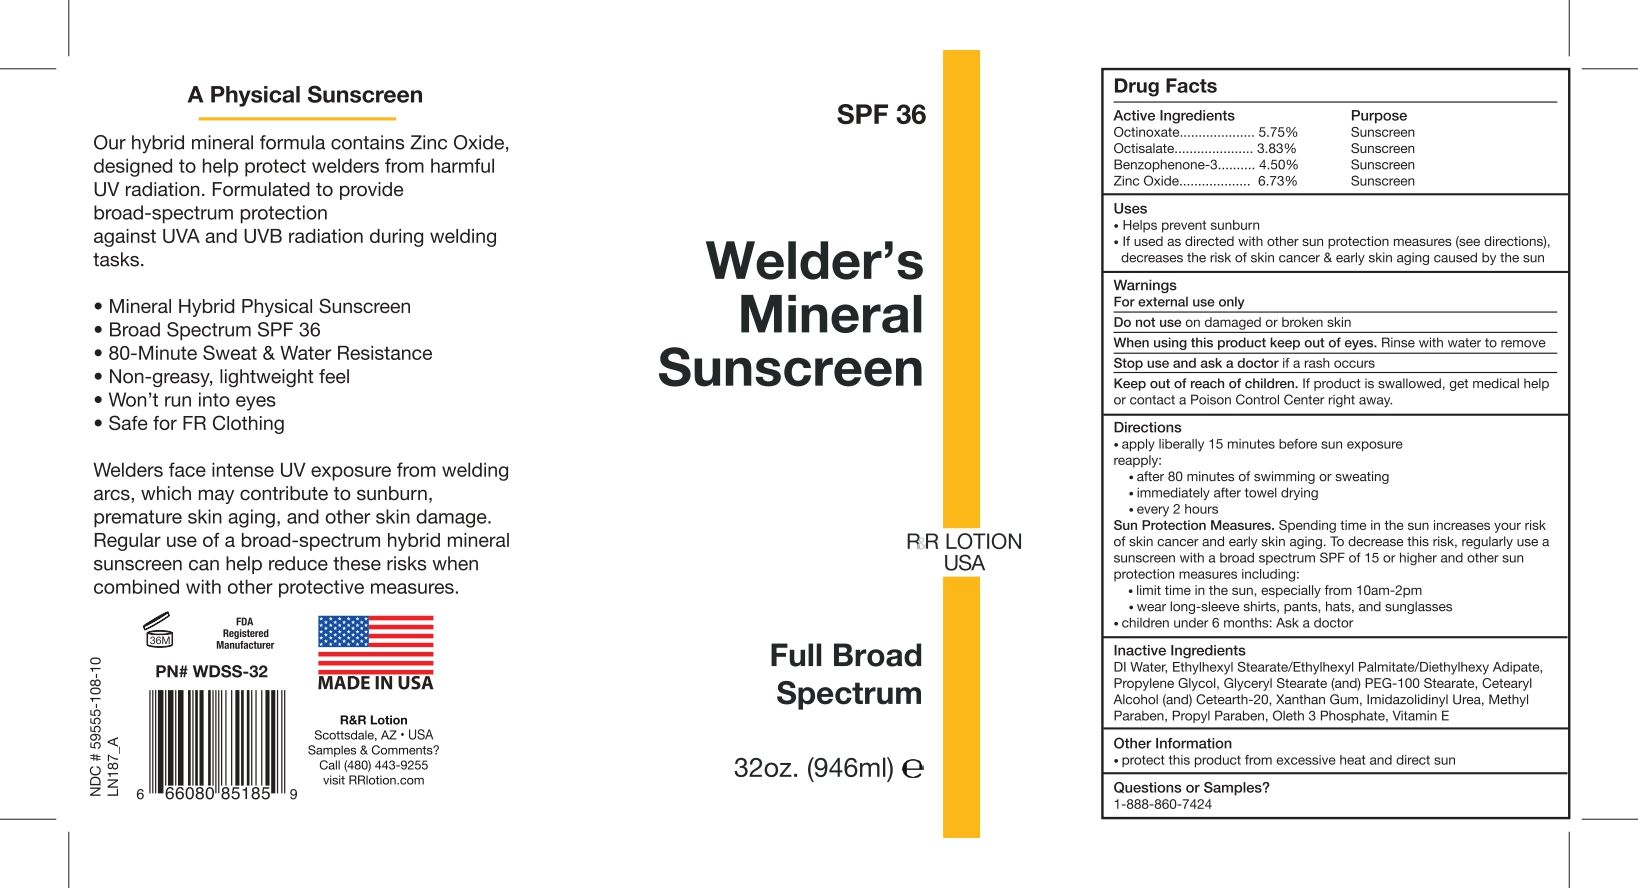 A Physical Sunscreen
Our hybrid mineral formula contains Zinc Oxide,
designed to help protect welders from harmful
UV radiation. Formulated to provide
broad-spectrum protection
against UVA and UVB radiation during welding
tasks.
• Mineral Hybrid Physical Sunscreen
• Broad Spectrum SPF 36
• 80-Minute Sweat & Water Resistance
• Non-greasy, lightweight feel
• Won't run into eyes
• Safe for FR Clothing
Welders face intense UV exposure from welding
arcs, which may contribute to sunburn,
premature skin aging, and other skin damage.
Regular use of a broad-spectrum hybrid mineral
sunscreen can help reduce these risks when
combined with other protective measures.
36M
FDA
Registered
Manufacturer
PN# WDSS-32
MADE IN USA
NDC # 59555-108-10
LN187_A
6 66080 85185 9
R&R Lotion
Scottsdale, AZ • USA
Samples & Comments?
Call (480) 443-9255
visit RRlotion.com
SPF 36
Welder's
Mineral
Sunscreen
R&R LOTION
USA
Full Broad
Spectrum
32oz. (946ml) ℮
Drug Facts
Active Ingredients Purpose
Octinoxate.................... 5.75% Sunscreen
Octisalate..................... 3.83% Sunscreen
Benzophenone-3.......... 4.50% Sunscreen
Zinc Oxide................... 6.73% Sunscreen
Uses
• Helps prevent sunburn
• If used as directed with other sun protection measures (see directions),
decreases the risk of skin cancer & early skin aging caused by the sun
Warnings
For external use only
Do not use on damaged or broken skin
When using this product keep out of eyes. Rinse with water to remove
Stop use and ask a doctor if a rash occurs
Keep out of reach of children. If product is swallowed, get medical help
or contact a Poison Control Center right away.
Directions
• apply liberally 15 minutes before sun exposure
reapply:
• after 80 minutes of swimming or sweating
• immediately after towel drying
• every 2 hours
Sun Protection Measures. Spending time in the sun increases your risk
of skin cancer and early skin aging. To decrease this risk, regularly use a
sunscreen with a broad spectrum SPF of 15 or higher and other sun
protection measures including:
• limit time in the sun, especially from 10am-2pm
• wear long-sleeve shirts, pants, hats, and sunglasses
• children under 6 months: Ask a doctor
Inactive Ingredients
DI Water, Ethylhexyl Stearate/Ethylhexyl Palmitate/Diethylhexy Adipate,
Propylene Glycol, Glyceryl Stearate (and) PEG-100 Stearate, Cetearyl
Alcohol (and) Cetearth-20, Xanthan Gum, Imidazolidinyl Urea, Methyl
Paraben, Propyl Paraben, Oleth 3 Phosphate, Vitamin E
Other Information
• protect this product from excessive heat and direct sun
Questions or Samples?
1-888-860-7424